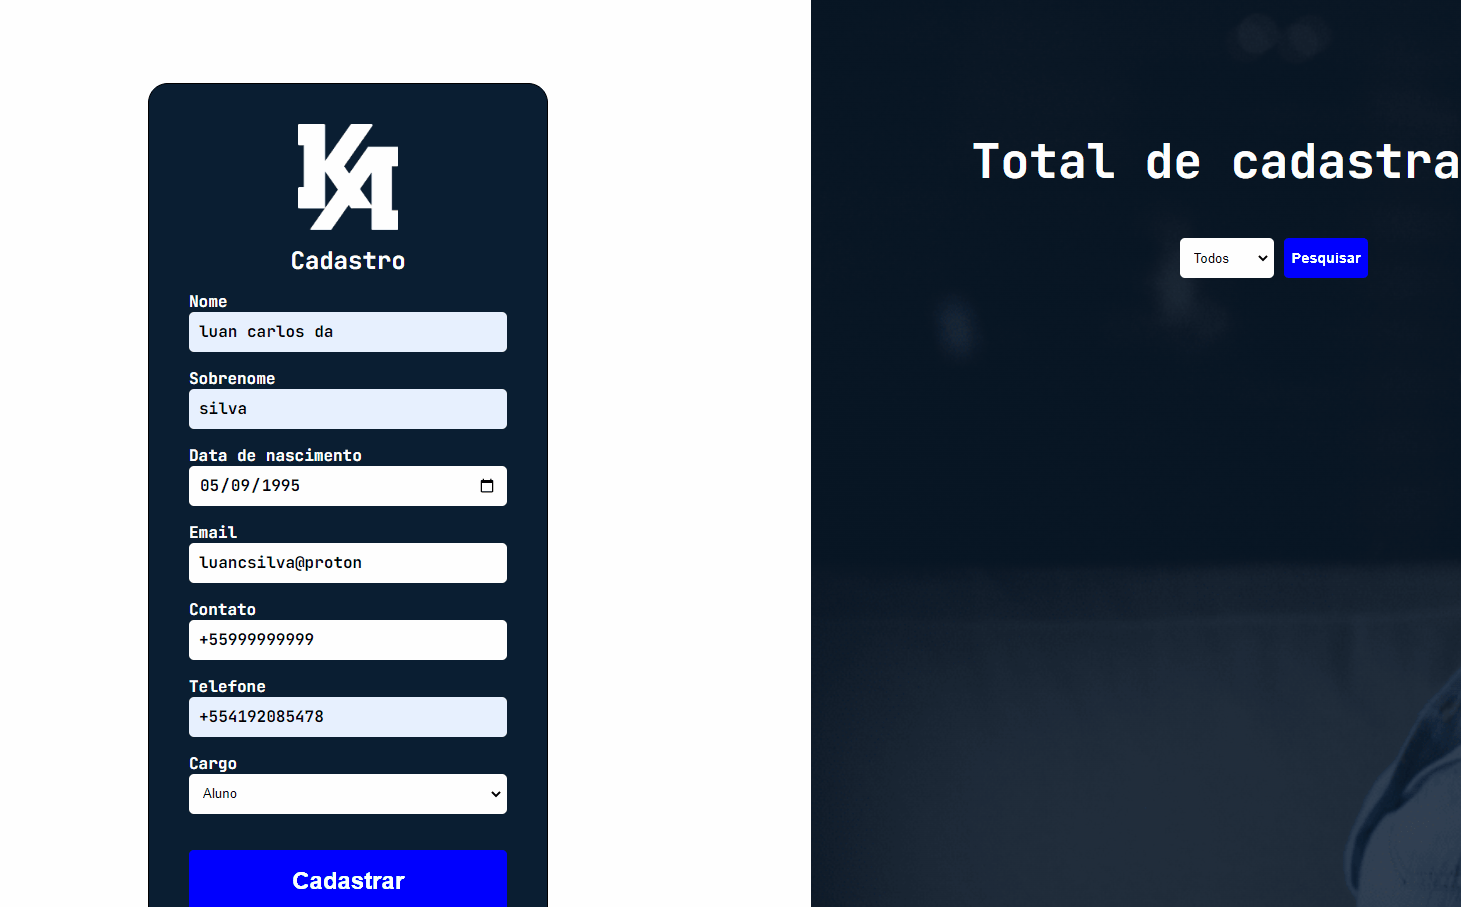 KA
Cadastro
Nome
luan carlos da
Sobrenome
silva
Data de nascimento
05/09/1995
Email
luancsilva@proton
Contato
+55999999999
Telefone
+554192085478
Cargo
Aluno
Cadastrar
Total de cadastra
Todos
Pesquisar